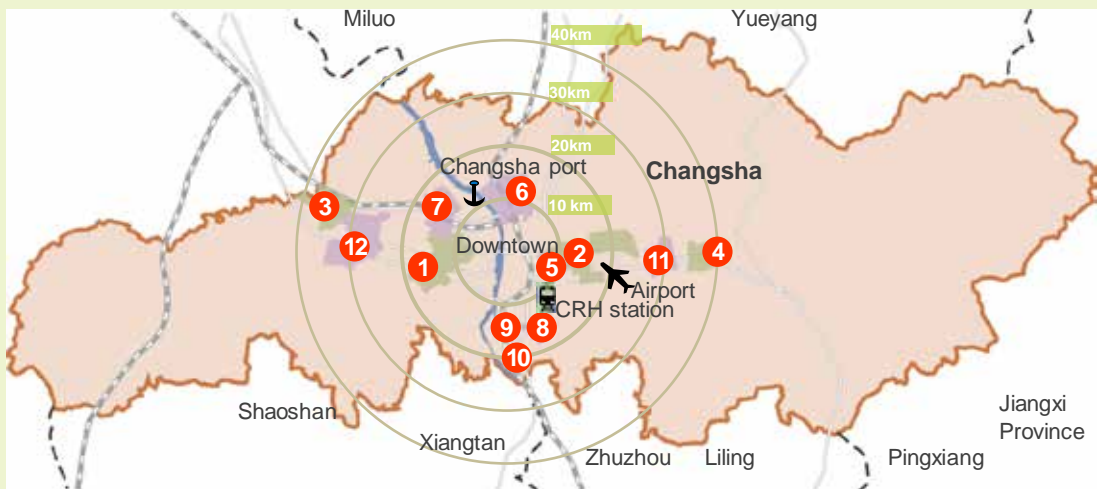 Miluo
Yueyang
40km
30km
20km
Changsha port
Changsha
6
3
7
10 km
12
Downtown
2
4
1
5
11
Airport
CRH station
9
8
10
Shaoshan
Xiangtan
Zhuzhou
Liling
Pingxiang
Jiangxi
Province